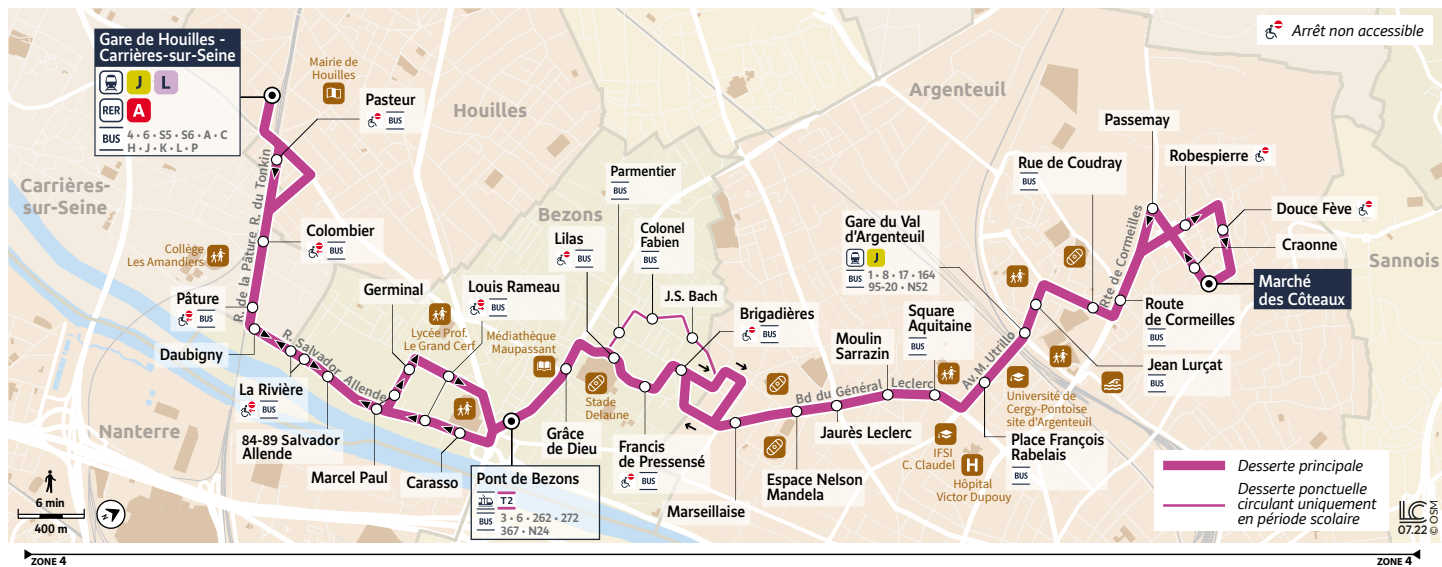 Gare de Houilles -
Carrières-sur-Seine
J L
RER A
BUS 4 • 6 • S5 • S6 • A • C
H • J • K • L • P
Mairie de
Houilles
Pasteur
BUS
Houilles
Argenteuil
Arrêt non accessible
Carrières-
sur-Seine
R. du Tonkin
R. de la Pâture
Collège
Les Amandiers
Colombier
BUS
Pâture
BUS
Daubigny
R. Salvador Allende
La Rivière
BUS
84-89 Salvador
Allende
Nanterre
Germinal
Lycée Prof.
Le Grand Cerf
Louis Rameau
BUS
Médiathèque
Maupassant
Marcel Paul
Carasso
Pont de Bezons
T2
BUS 3 • 6 • 262 • 272
367 • N24
Bezons
Parmentier
BUS
Lilas
BUS
Colonel
Fabien
BUS
J.S. Bach
Brigadières
BUS
Stade
Delaune
Grâce
de Dieu
Francis
de Pressensé
BUS
Marseillaise
Bd du Général Leclerc
Espace Nelson
Mandela
Jaurès Leclerc
Moulin
Sarrazin
Gare du Val
d'Argenteuil
J
BUS 1 • 8 • 17 • 164
95-20 • N52
Square
Aquitaine
BUS
IFSI
C. Claudel
H
Hôpital
Victor Dupouy
Av. M. Utrillo
Université de
Cergy-Pontoise
site d'Argenteuil
Place François
Rabelais
BUS
Jean Lurçat
BUS
Rue de Coudray
BUS
Rte de Cormeilles
Route
de Cormeilles
BUS
Passemay
Robespierre
Douce Fève
Craonne
Marché
des Côteaux
Sannois
6 min
400 m
Desserte principale
Desserte ponctuelle
circulant uniquement
en période scolaire
LC
07.22 © OSM
ZONE 4
ZONE 4